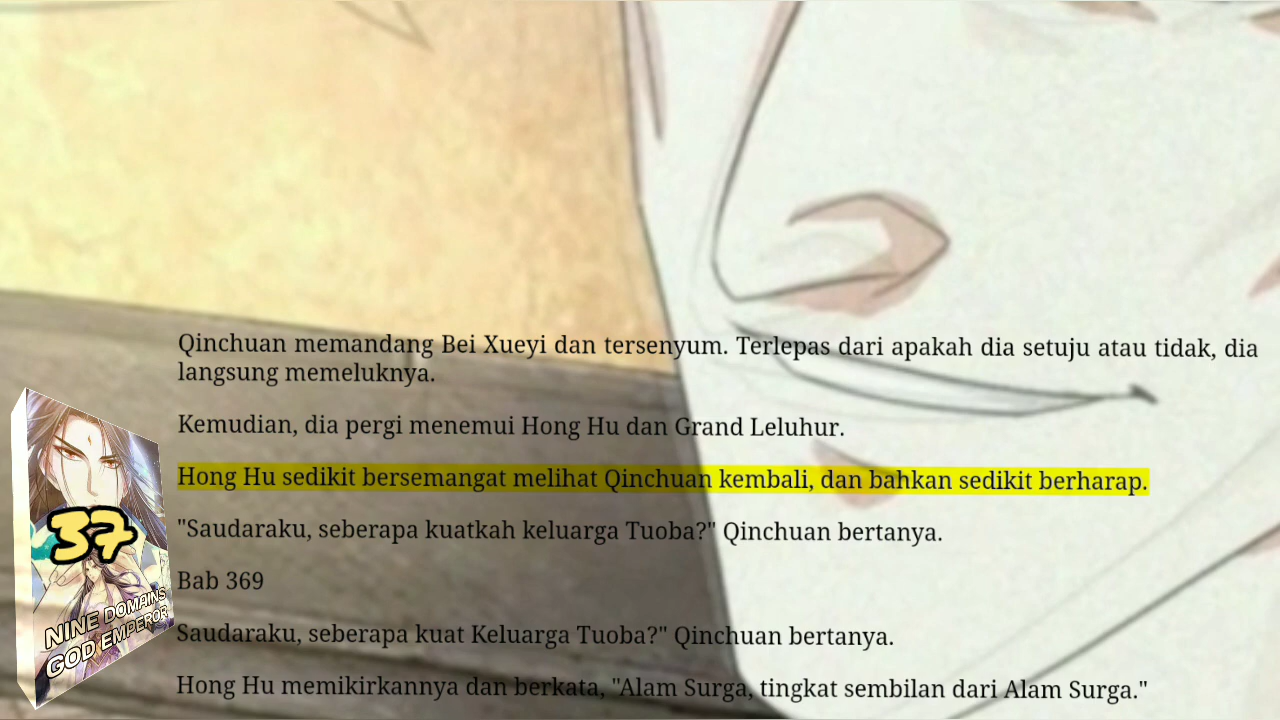 Qinchuan memandang Bei Xueyi dan tersenyum. Terlepas dari apakah dia setuju atau tidak, dia
langsung memeluknya.
Kemudian, dia pergi menemui Hong Hu dan Grand Leluhur.
Hong Hu sedikit bersemangat melihat Qinchuan kembali, dan bahkan sedikit berharap.
"Saudaraku, seberapa kuatkah keluarga Tuoba?" Qinchuan bertanya.
Bab 369
Saudaraku, seberapa kuat Keluarga Tuoba?" Qinchuan bertanya.
Hong Hu memikirkannya dan berkata, "Alam Surga, tingkat sembilan dari Alam Surga."
37
NINE DOMAINS
GOD EMPEROR